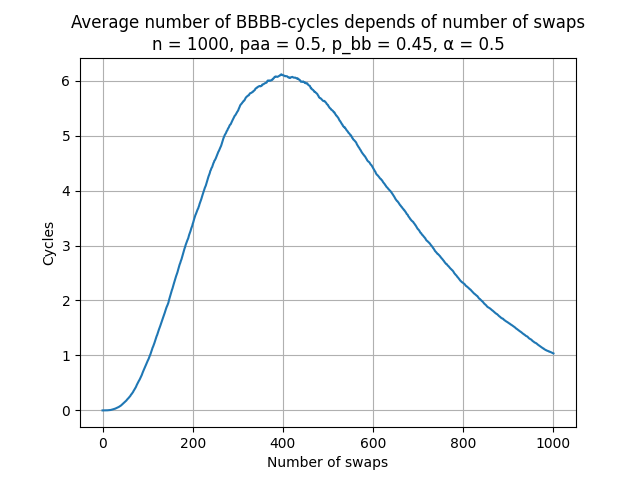 Average number of BBBB-cycles depends of number of swaps
n = 1000, paa = 0.5, p_bb = 0.45, α = 0.5
6
5
4
3
2
1
0
Cycles
0 200 400 600 800 1000
Number of swaps